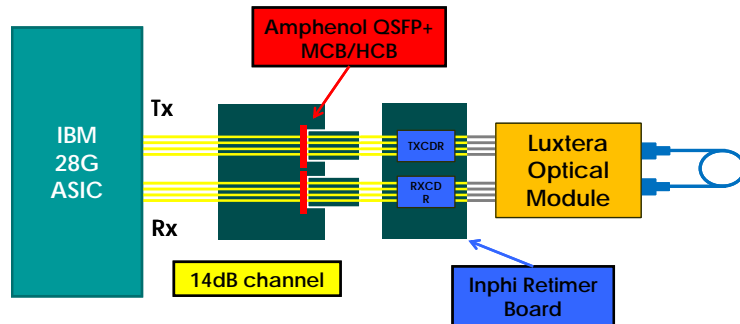 Amphenol QSFP+
MCB/HCB
Tx
IBM
28G
ASIC
TXCDR
RXCD
R
Luxtera
Optical
Module
Rx
14dB channel
Inphi Retimer
Board